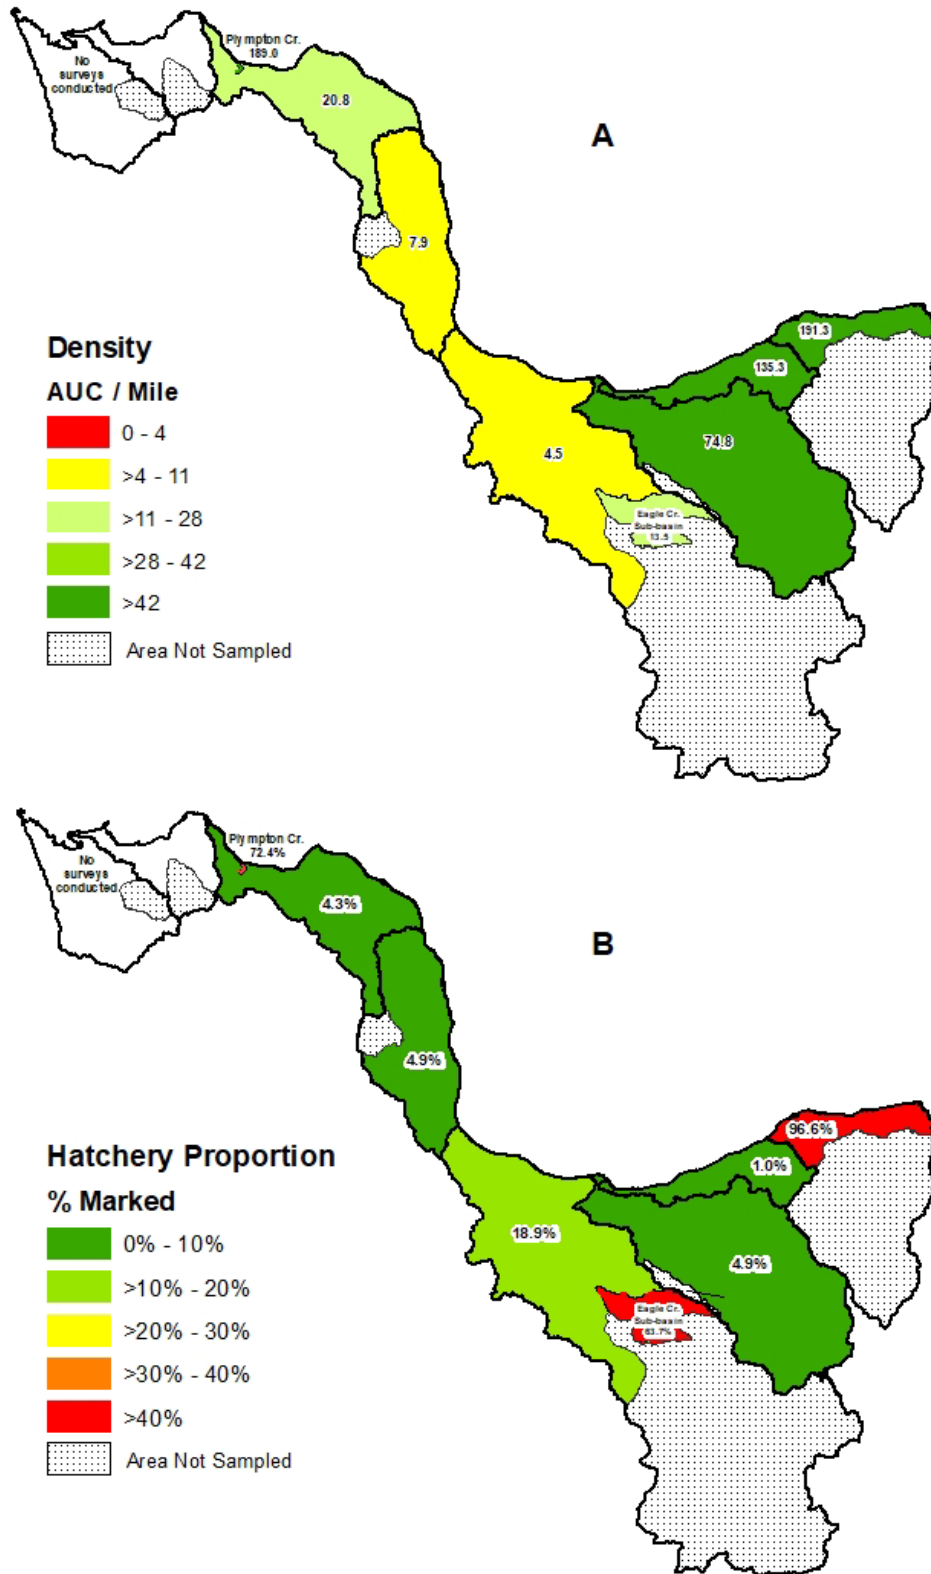 Plympton Cr.
189.0
No
surveys
conducted
20.8
A
7.9
191.3
135.3
4.5
74.8
Eagle Cr.
Sub-basin
13.5
Density
AUC / Mile
0 - 4
>4 - 11
>11 - 28
>28 - 42
>42
Area Not Sampled
Plympton Cr.
72.4%
No
surveys
conducted
4.3%
B
4.9%
96.6%
1.0%
18.9%
4.9%
Eagle Cr.
Sub-basin
63.7%
Hatchery Proportion
% Marked
0% - 10%
>10% - 20%
>20% - 30%
>30% - 40%
>40%
Area Not Sampled